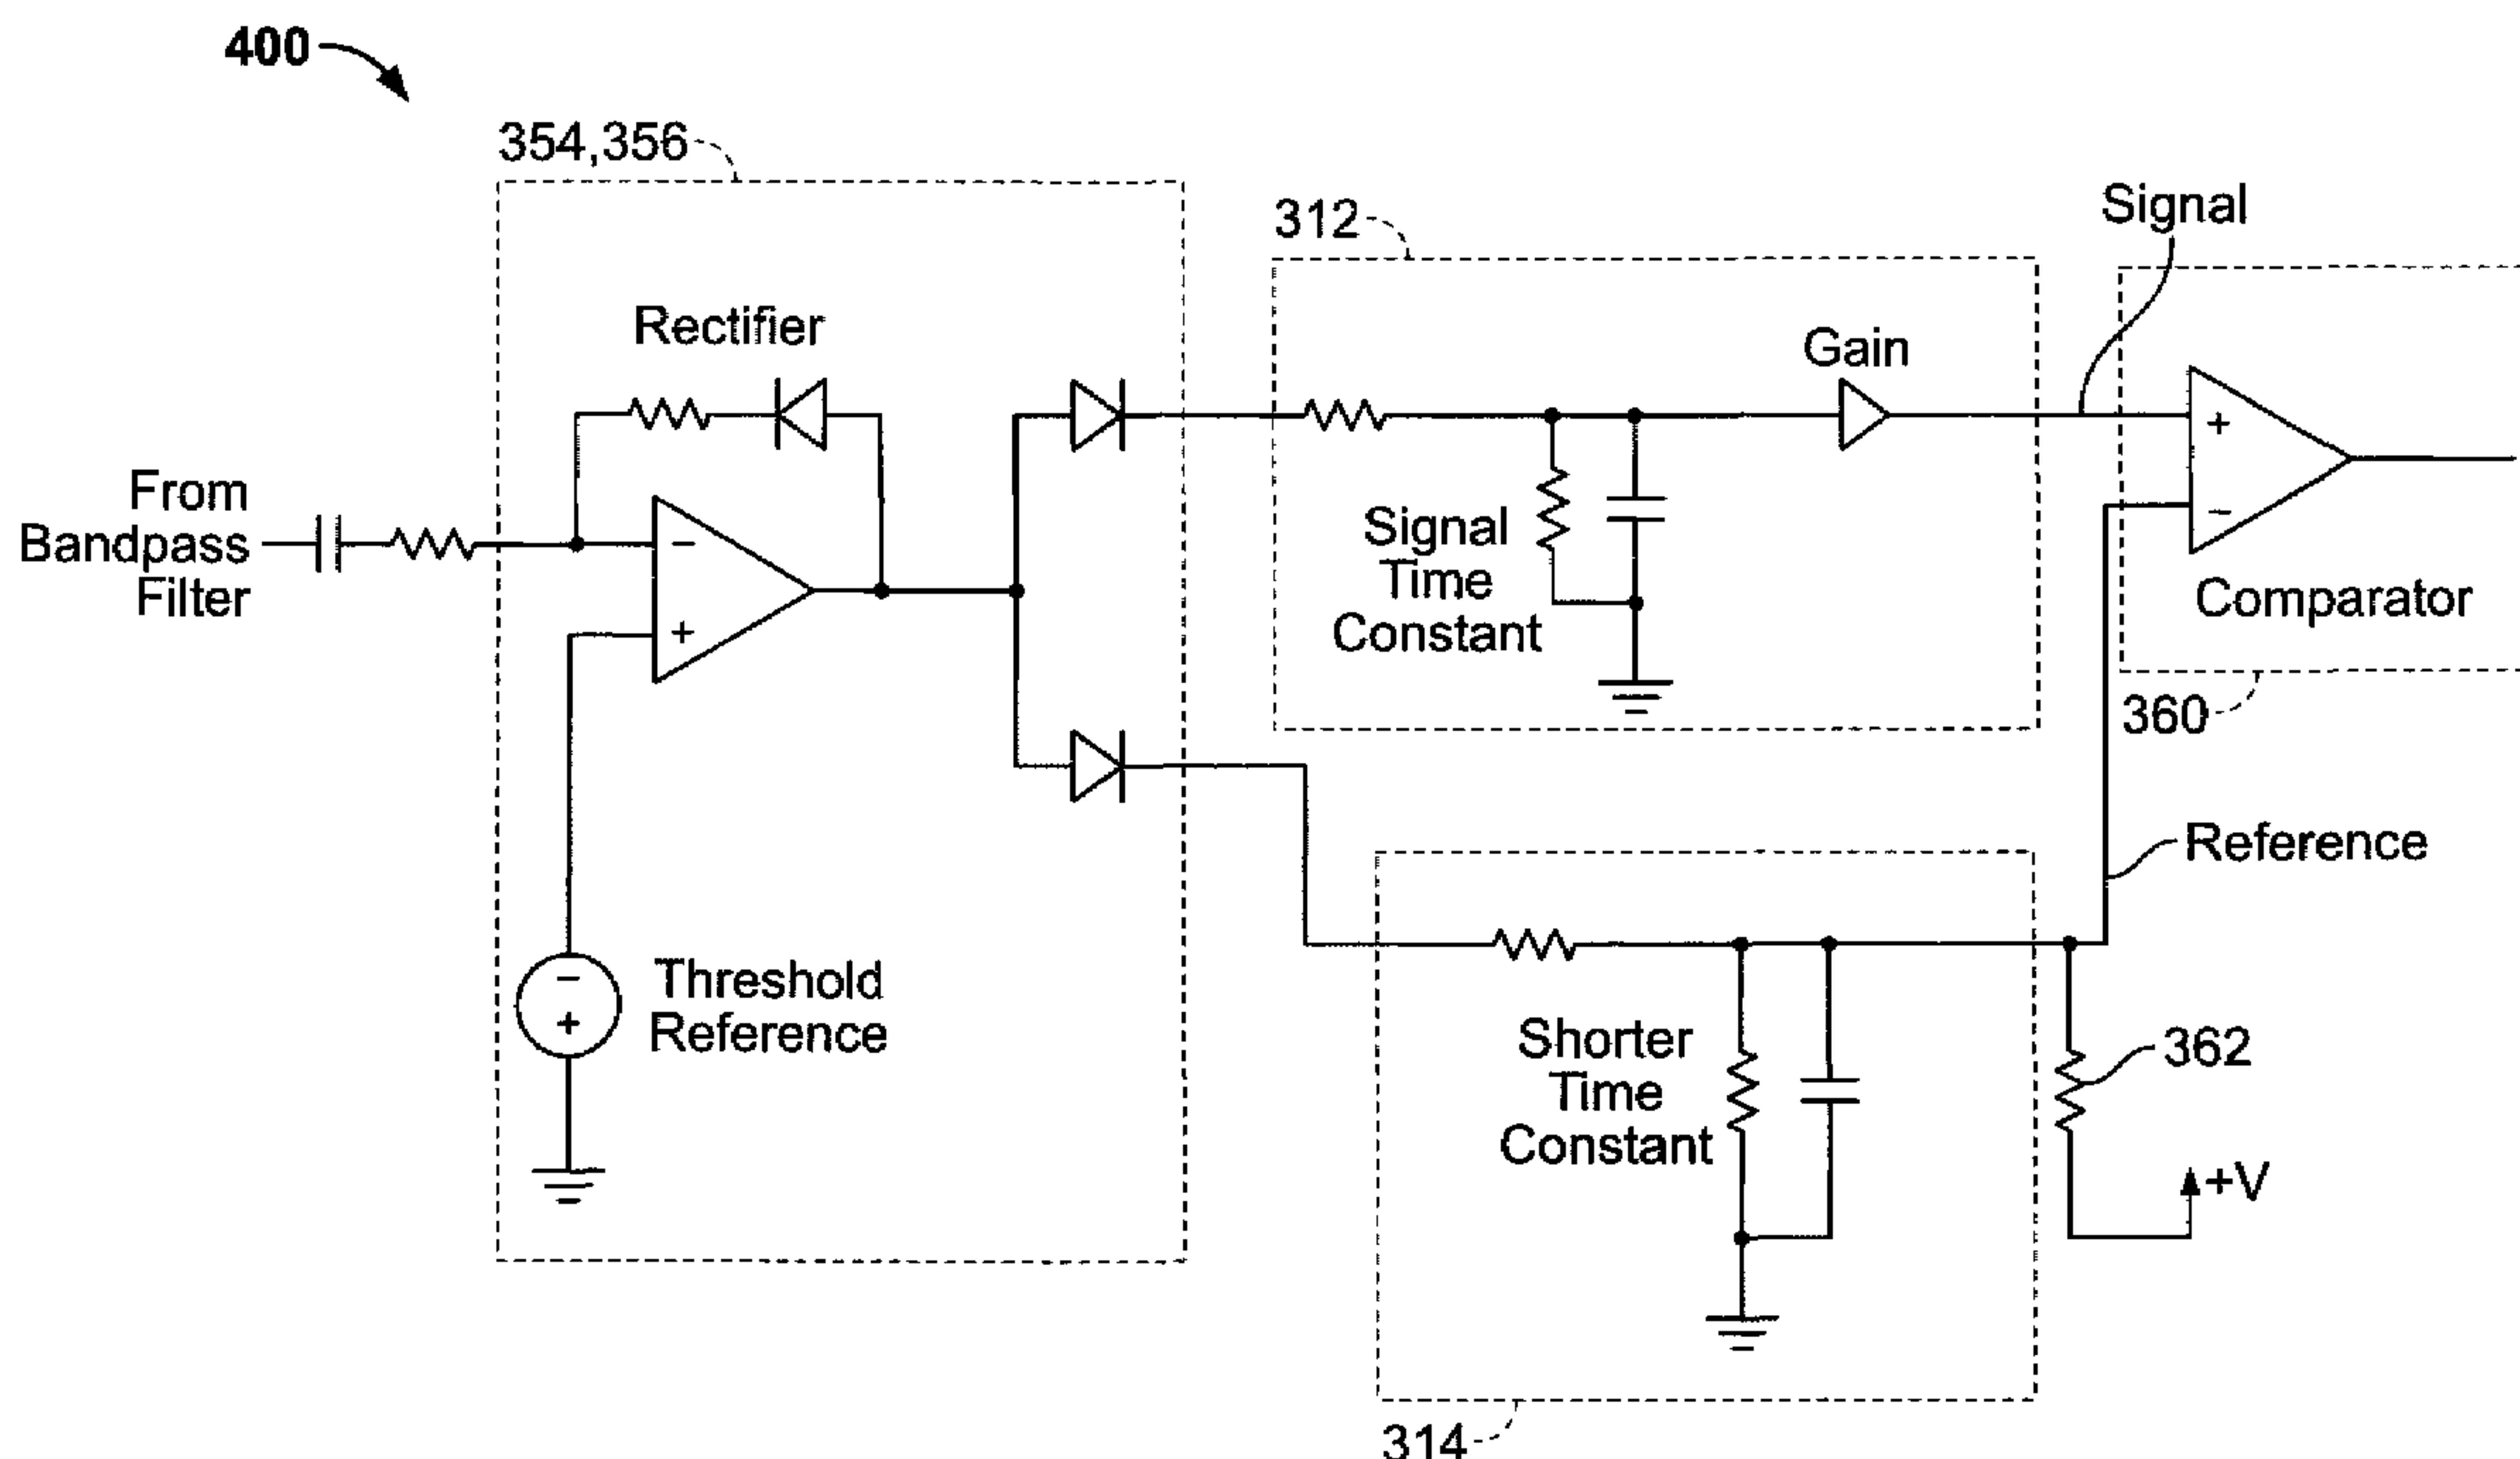 400
354,356
312
Signal
Rectifier
Gain
From
Bandpass
Filter
−
+
Signal
Time
Constant
+
−
Comparator
360
Reference
−
+
Threshold
Reference
Shorter
Time
Constant
362
+V
314